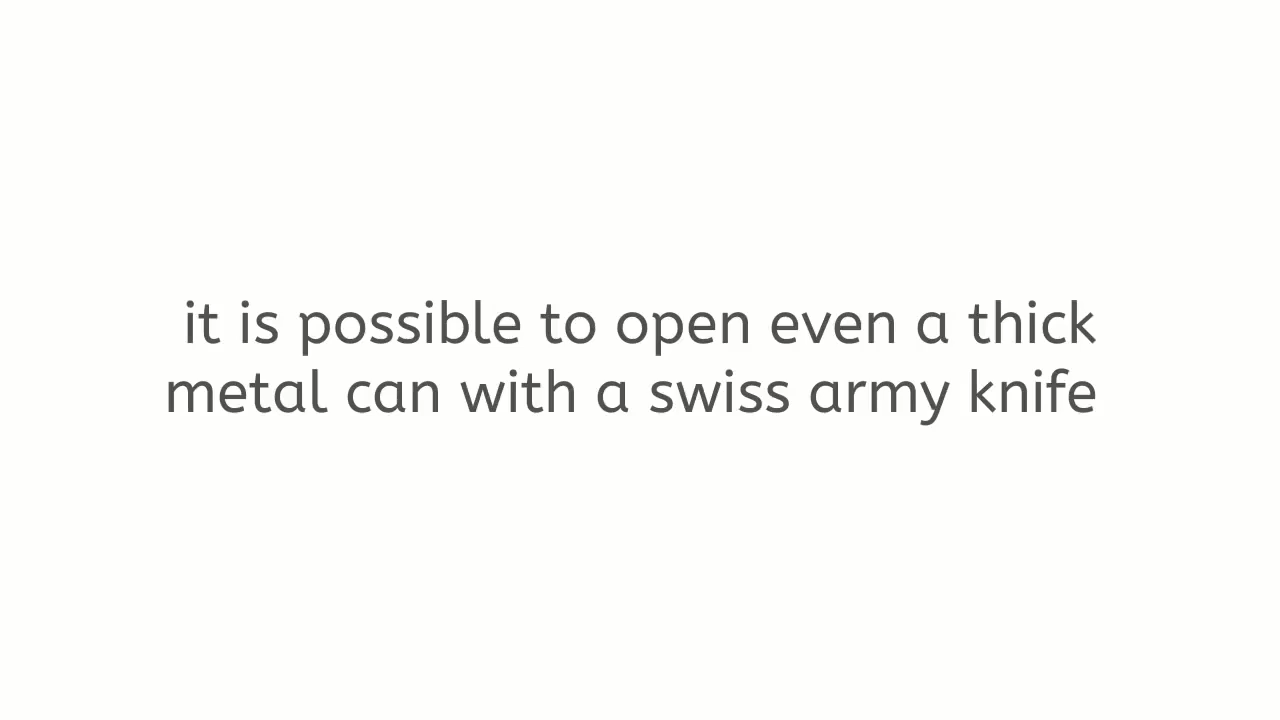 it is possible to open even a thick
metal can with a swiss army knife